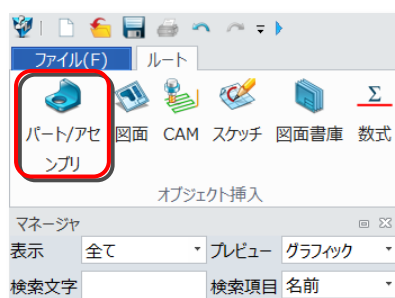 ファイル(F) ルート
パート/アセンブリ 図面 CAM スケッチ 図面書庫 Σ 数式
オブジェクト挿入
マネージャ
表示 全て プレビュー グラフィック
検索文字 検索項目 名前